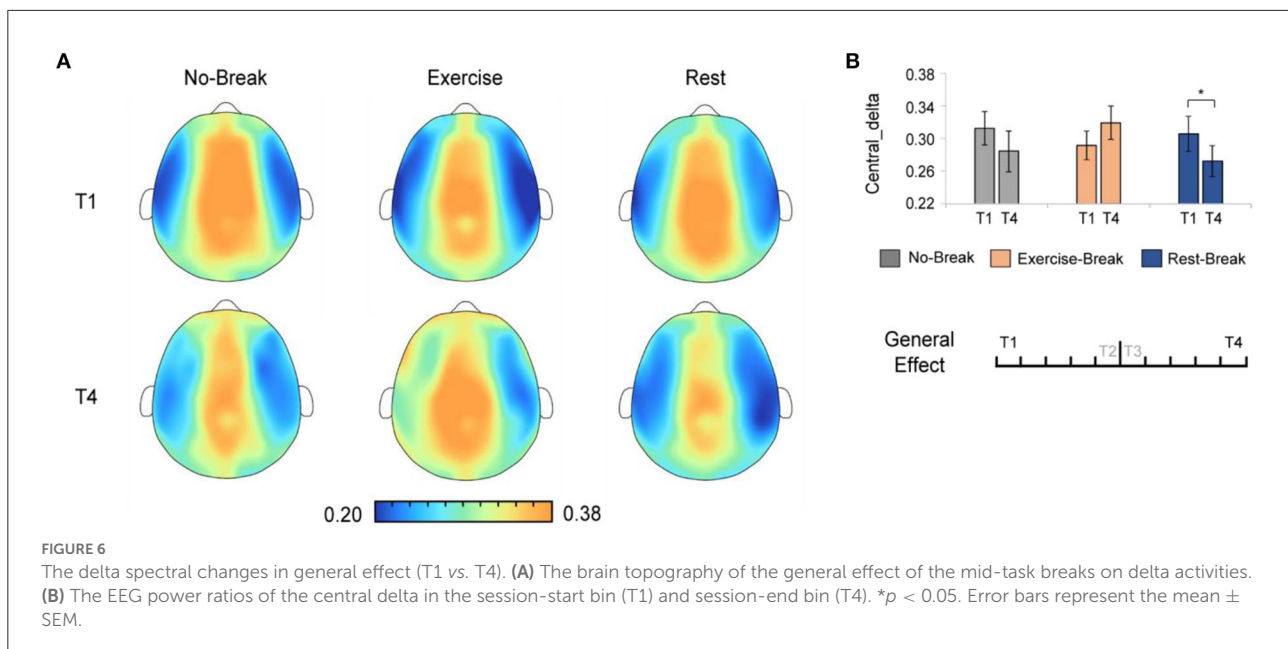 A
No-Break Exercise Rest
T1
T4
0.20 0.38
B
Central_delta
0.38
0.34
0.30
0.26
0.22
*
T1 T4 T1 T4 T1 T4
No-Break Exercise-Break Rest-Break
General
Effect
T1 T2 T3 T4
FIGURE 6
The delta spectral changes in general effect (T1 vs. T4). (A) The brain topography of the general effect of the mid-task breaks on delta activities.
(B) The EEG power ratios of the central delta in the session-start bin (T1) and session-end bin (T4). *p < 0.05. Error bars represent the mean ±
SEM.